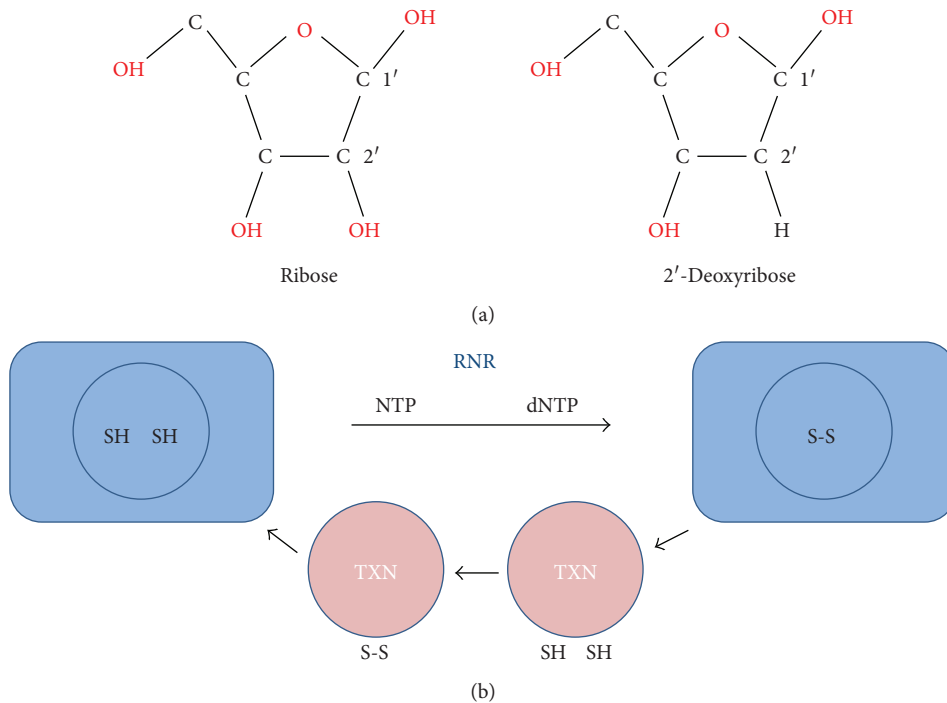 C O OH C O OH
OH C C 1′ OH C C 1′
C C 2′ C C 2′
OH OH OH H
Ribose 2′-Deoxyribose
(a)
RNR
NTP dNTP
SH SH S-S
TXN TXN
S-S SH SH
(b)